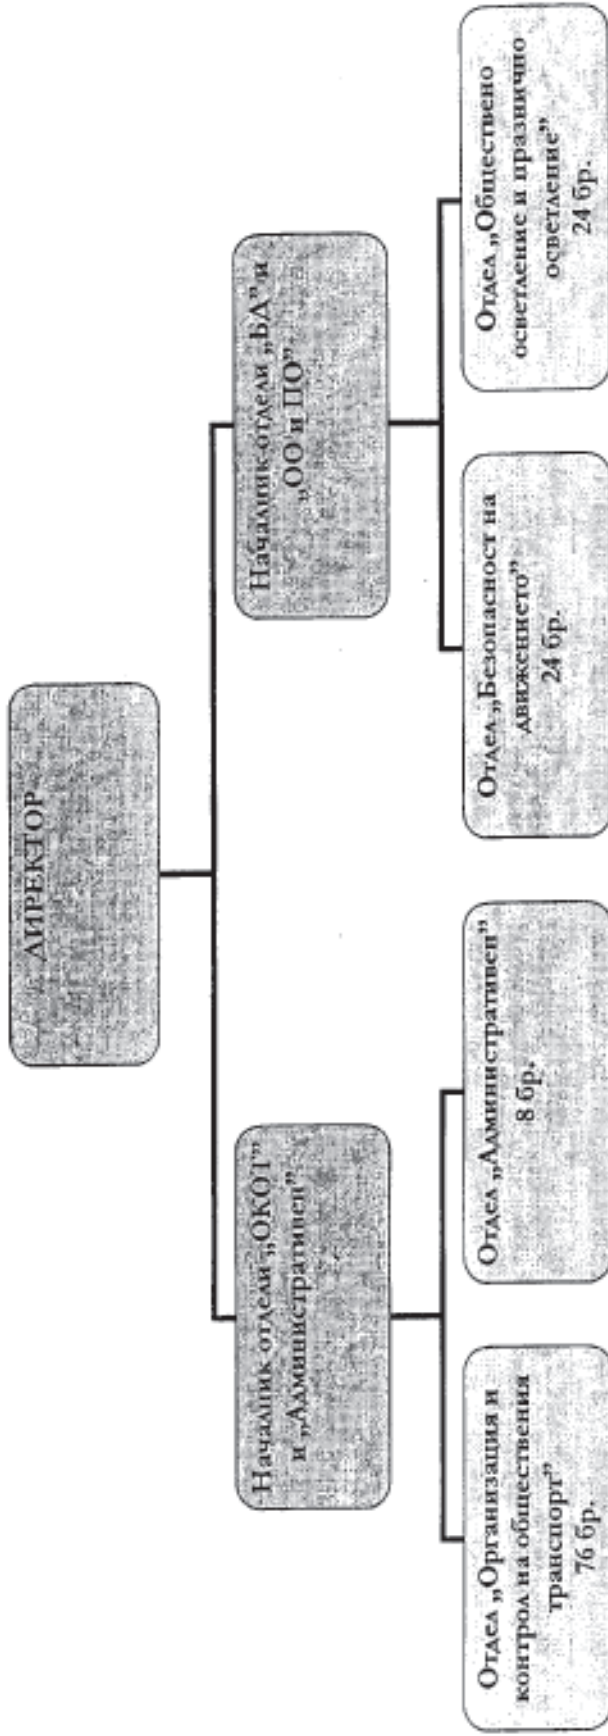 ДИРЕКТОР
Началник-отдели „ОКОТ”
и „Административен”
Началник-отдели „БД” и
„ОО и ПО”
Отдел „Организация и
контрол на обществения
транспорт”
76 бр.
Отдел „Административен”
8 бр.
Отдел „Безопасност на
движението”
24 бр.
Отдел „Обществено
осветление и празнично
осветление”
24 бр.